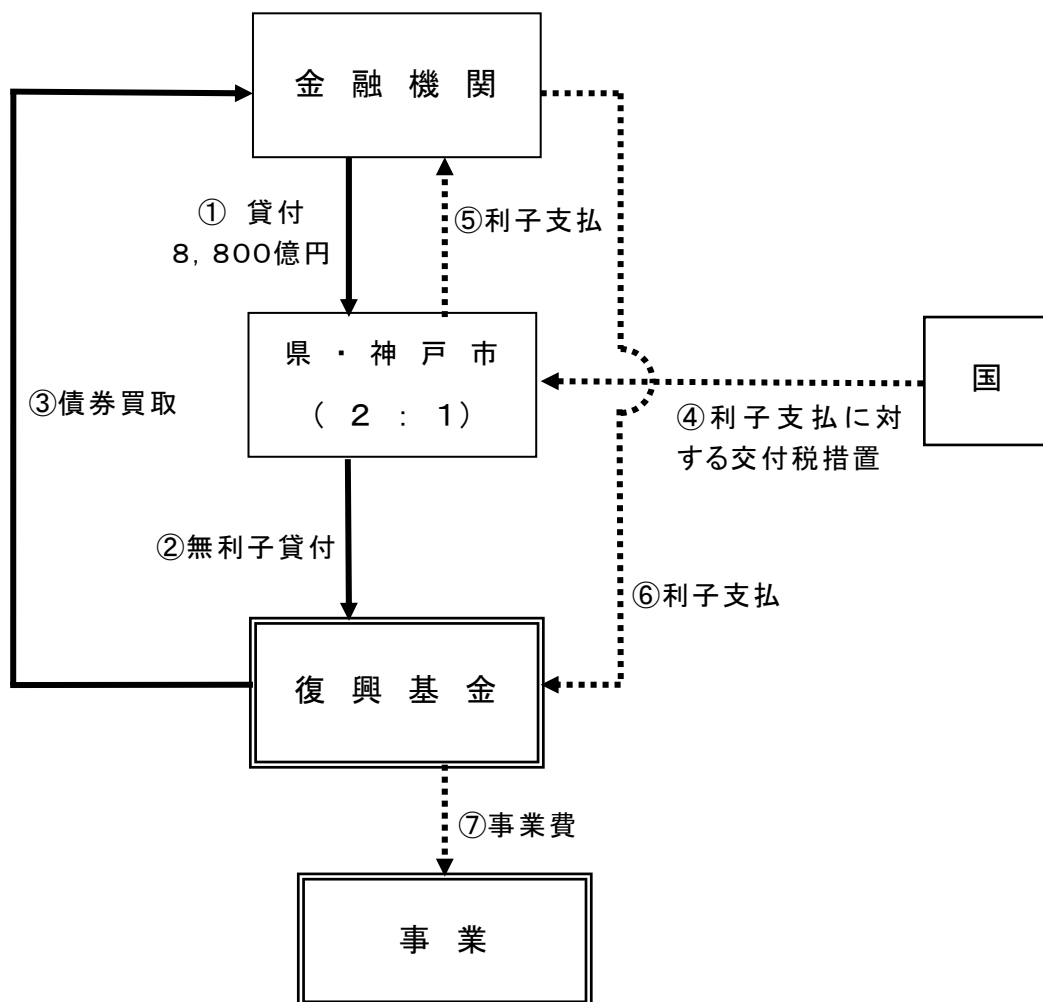 金融機関
① 貸付
8,800億円
⑤利子支払
県・神戸市
(2:1)
国
③債券買取
④利子支払に対
する交付税措置
②無利子貸付
⑥利子支払
復興基金
⑦事業費
事業